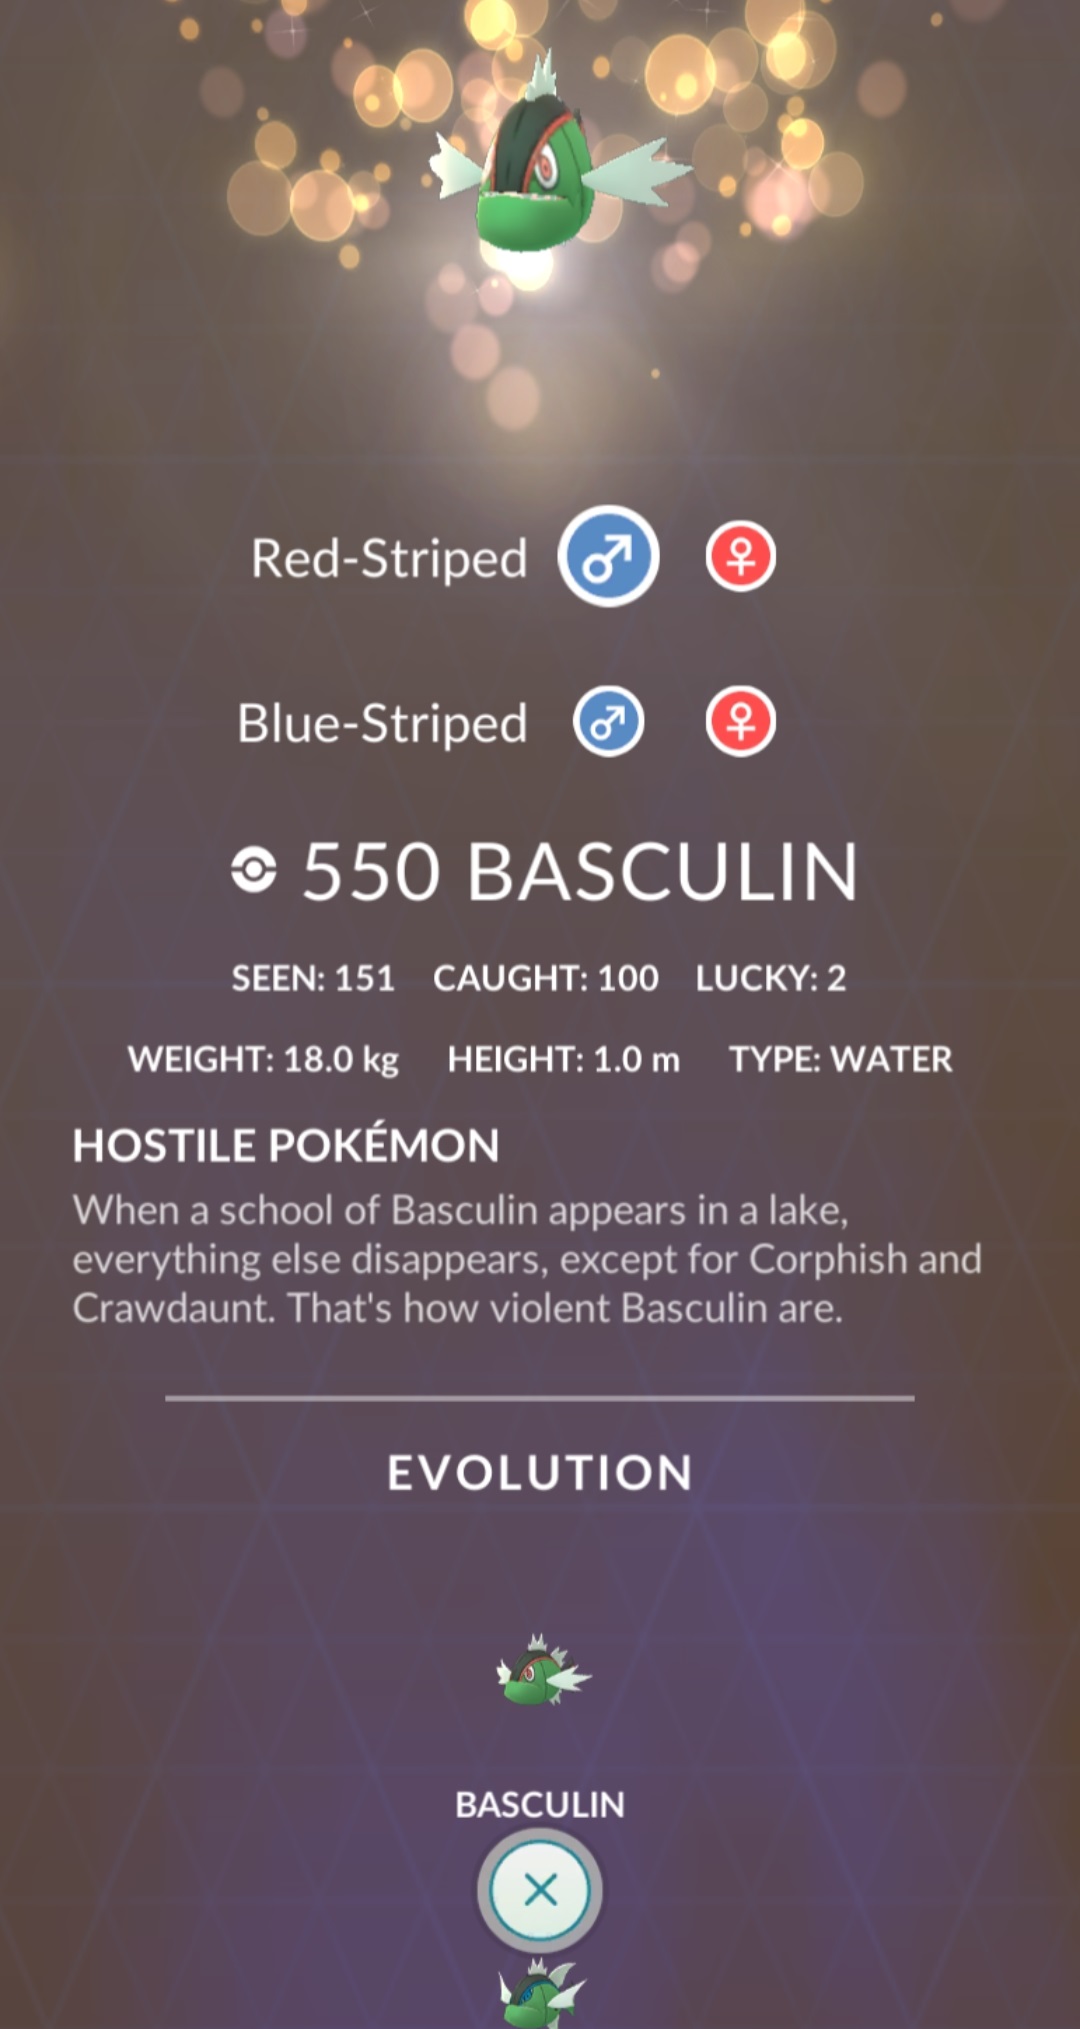 Red-Striped
Blue-Striped
550 BASCULIN
SEEN: 151 CAUGHT: 100 LUCKY: 2
WEIGHT: 18.0 kg HEIGHT: 1.0 m TYPE: WATER
HOSTILE POKÉMON
When a school of Basculin appears in a lake,
everything else disappears, except for Corphish and
Crawdaunt. That's how violent Basculin are.
EVOLUTION
BASCULIN